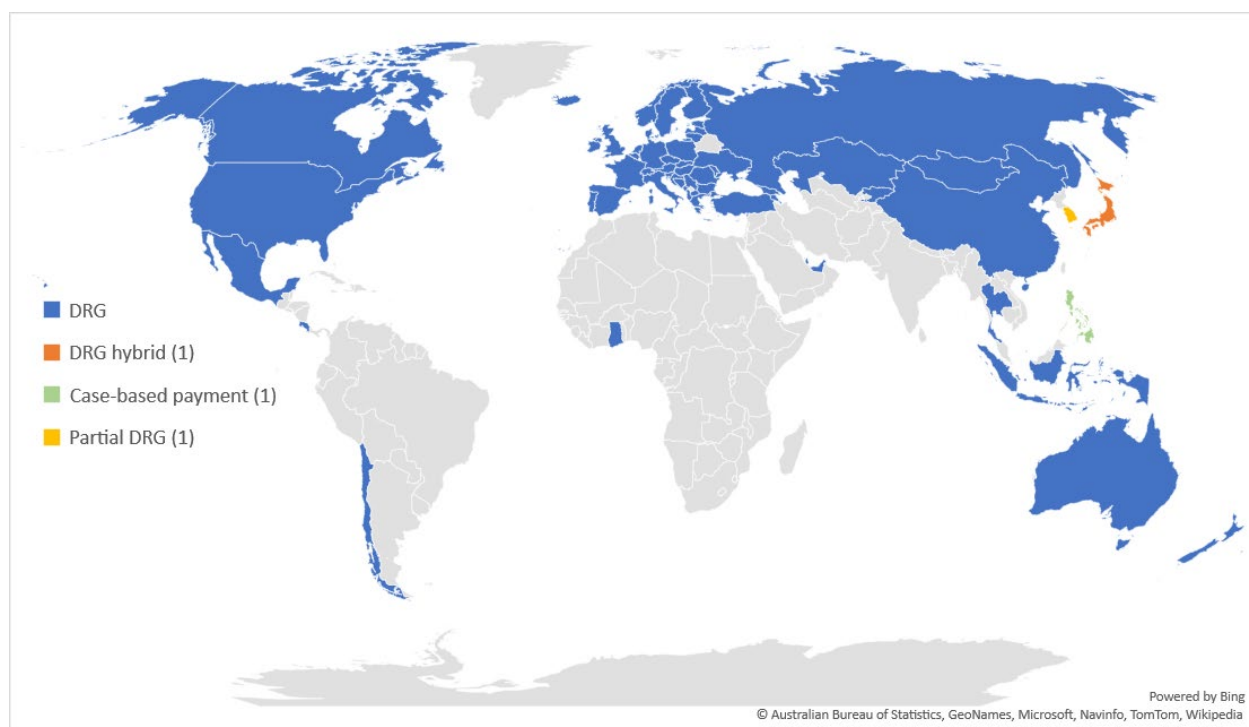 DRG
DRG hybrid (1)
Case-based payment (1)
Partial DRG (1)
Powered by Bing
© Australian Bureau of Statistics, GeoNames, Microsoft, Navinfo, TomTom, Wikipedia